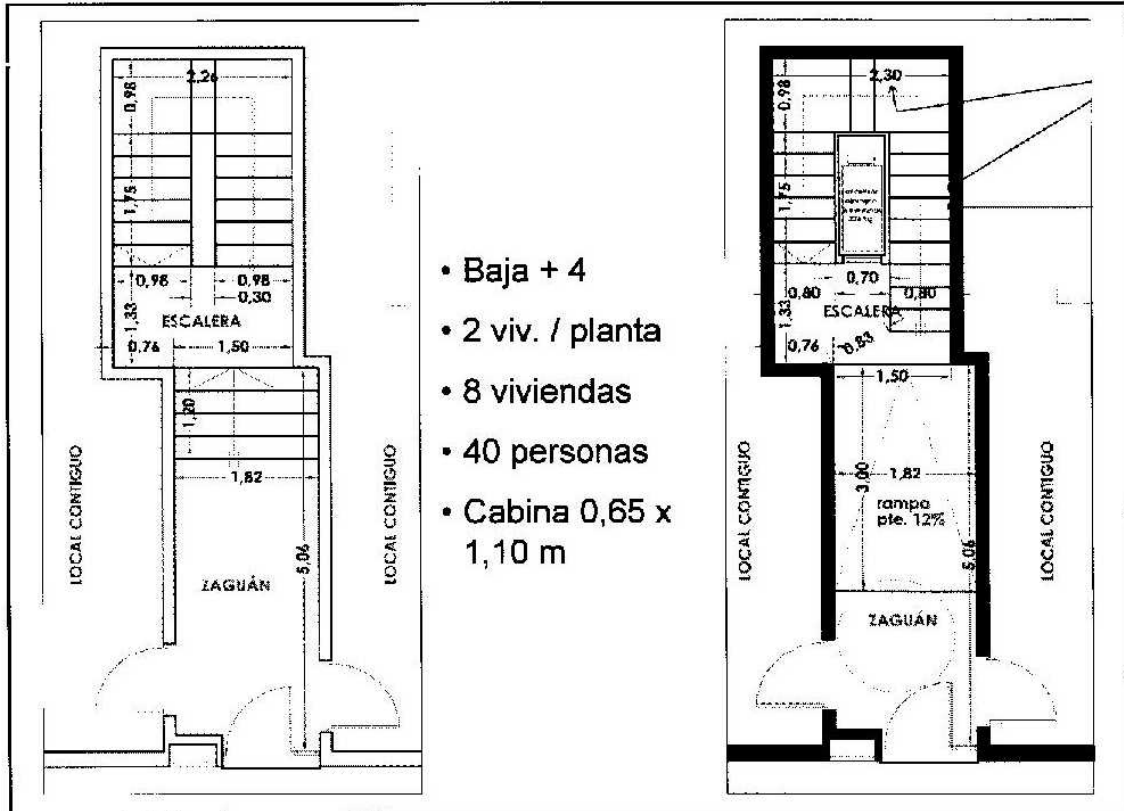 2,26
0,98
1,75
0,98
0,98
0,30
ESCALERA
1,33
0,76
1,50
1,20
1,82
5,06
ZAGUÁN
LOCAL CONTIGUO
LOCAL CONTIGUO
• Baja + 4
• 2 viv. / planta
• 8 viviendas
• 40 personas
• Cabina 0,65 x
1,10 m
2,30
0,98
1,75
0,70
0,80
0,80
ESCALERA
1,33
0,76
0,83
1,50
3,00
1,82
rampa
pte. 12%
5,06
ZAGUÁN
LOCAL CONTIGUO
LOCAL CONTIGUO